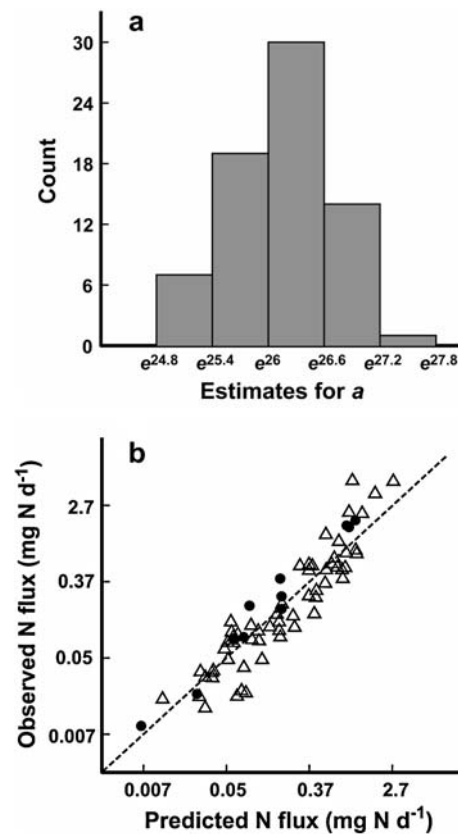 a
30
24
18
12
6
0
Count
e24.8 e25.4 e26 e26.6 e27.2 e27.8
Estimates for a
b
2.7
0.37
0.05
0.007
Observed N flux (mg N d-1)
0.007 0.05 0.37 2.7
Predicted N flux (mg N d-1)